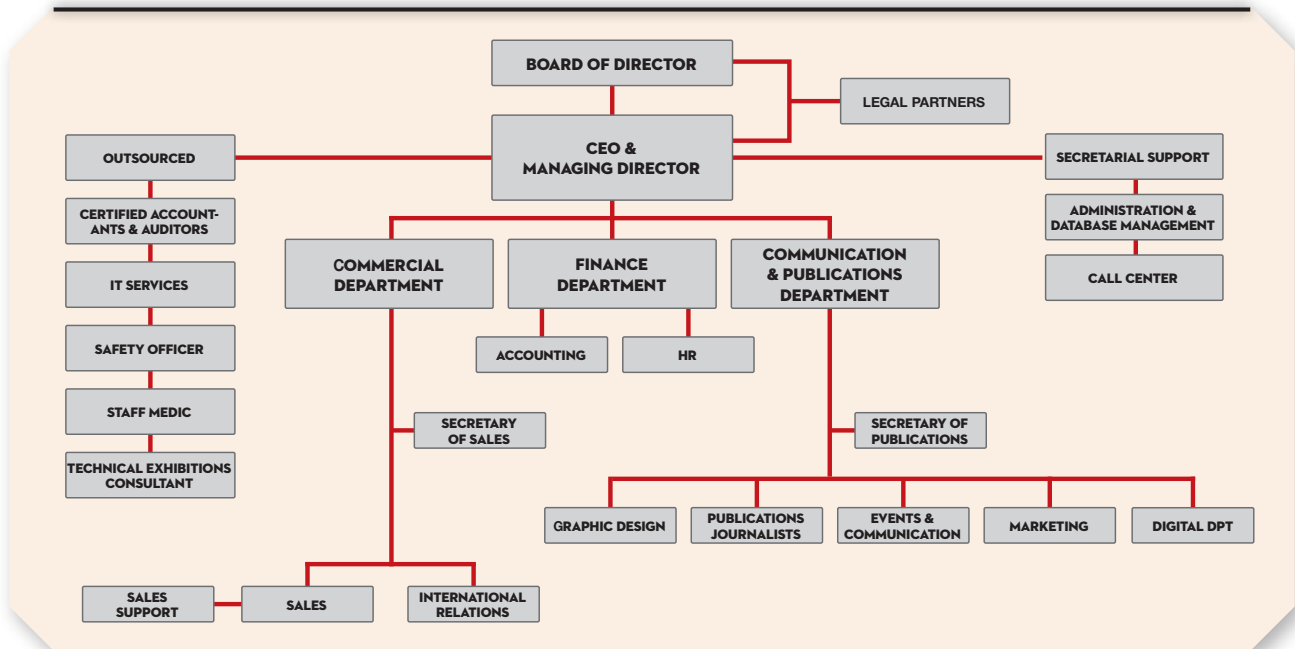 BOARD OF DIRECTOR
LEGAL PARTNERS
CEO &
MANAGING DIRECTOR
OUTSOURCED
SECRETARIAL SUPPORT
CERTIFIED ACCOUNT-
ANTS & AUDITORS
ADMINISTRATION &
DATABASE MANAGEMENT
IT SERVICES
COMMERCIAL
DEPARTMENT
FINANCE
DEPARTMENT
COMMUNICATION
& PUBLICATIONS
DEPARTMENT
CALL CENTER
SAFETY OFFICER
ACCOUNTING
HR
STAFF MEDIC
SECRETARY
OF SALES
SECRETARY OF
PUBLICATIONS
TECHNICAL EXHIBITIONS
CONSULTANT
GRAPHIC DESIGN
PUBLICATIONS
JOURNALISTS
EVENTS &
COMMUNICATION
MARKETING
DIGITAL DPT
SALES
SUPPORT
SALES
INTERNATIONAL
RELATIONS